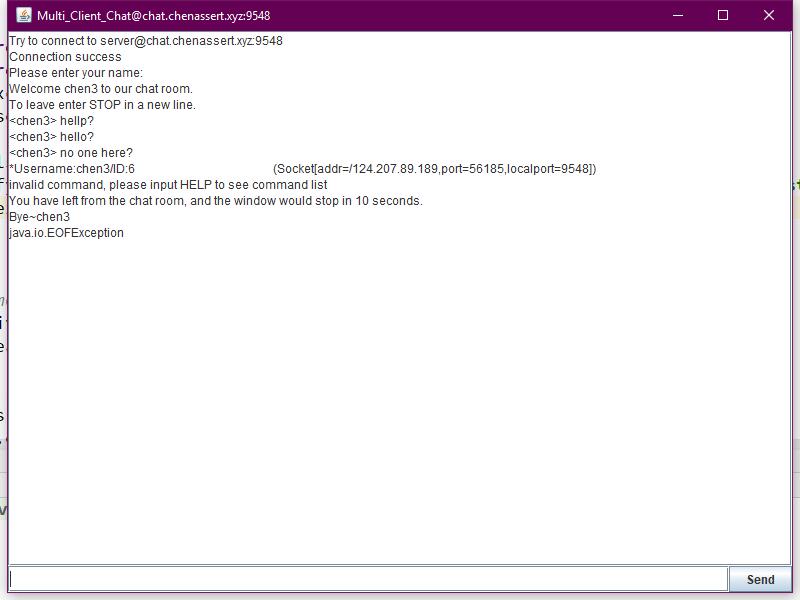 Multi_Client_Chat@chat.chenassert.xyz:9548
Try to connect to server@chat.chenassert.xyz:9548
Connection success
Please enter your name:
Welcome chen3 to our chat room.
To leave enter STOP in a new line.
<chen3> hellp?
<chen3> hello?
<chen3> no one here?
*Username:chen3/ID:6 (Socket[addr=/124.207.89.189,port=56185,localport=9548])
invalid command, please input HELP to see command list
You have left from the chat room, and the window would stop in 10 seconds.
Bye~chen3
java.io.EOFException
Send